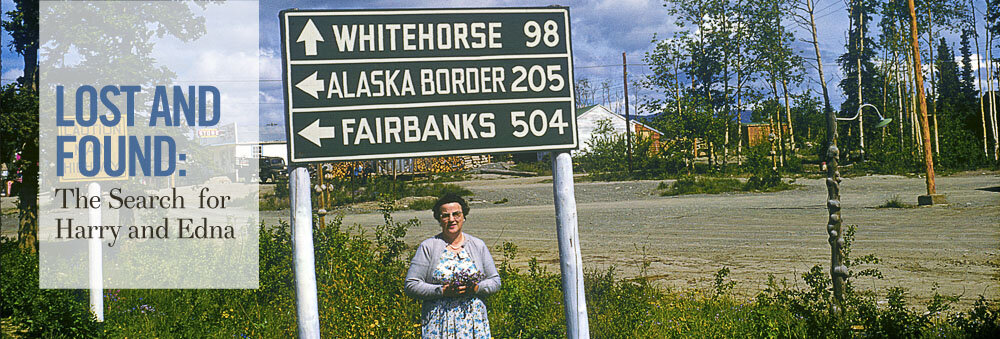 LOST AND
FOUND:
The Search for
Harry and Edna
WHITEHORSE 98
ALASKA BORDER 205
FAIRBANKS 504